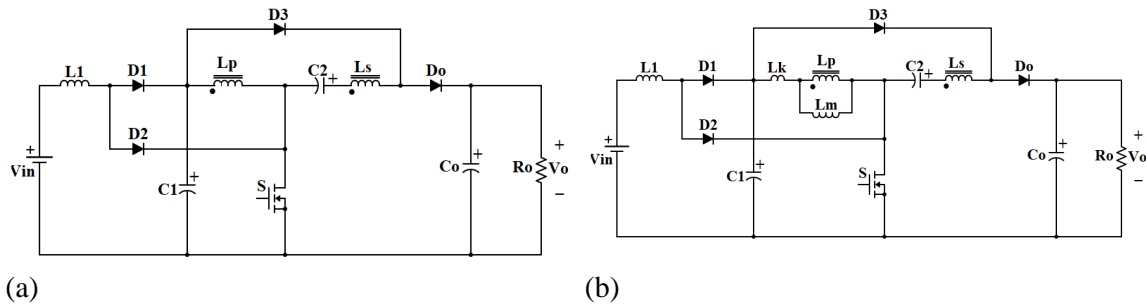 D3
L1
D1
Lp
C2
+
Ls
Do
D2
+
Vin
C1
+
S
Co
+
Ro
+
Vo
−
(a)
D3
L1
D1
Lk
Lp
Lm
C2
+
Ls
Do
D2
+
Vin
C1
+
S
Co
+
Ro
+
Vo
−
(b)